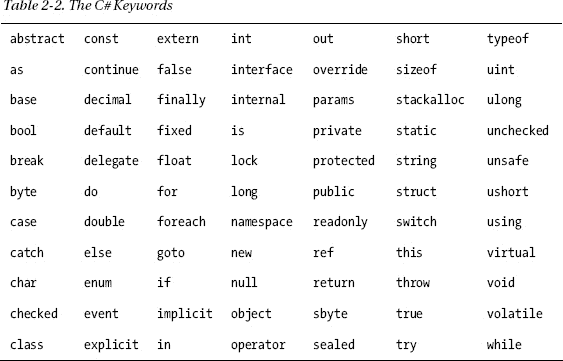 Table 2-2. The C# Keywords
abstract const extern int out short typeof
as continue false interface override sizeof uint
base decimal finally internal params stackalloc ulong
bool default fixed is private static unchecked
break delegate float lock protected string unsafe
byte do for long public struct ushort
case double foreach namespace readonly switch using
catch else goto new ref this virtual
char enum if null return throw void
checked event implicit object sbyte true volatile
class explicit in operator sealed try while